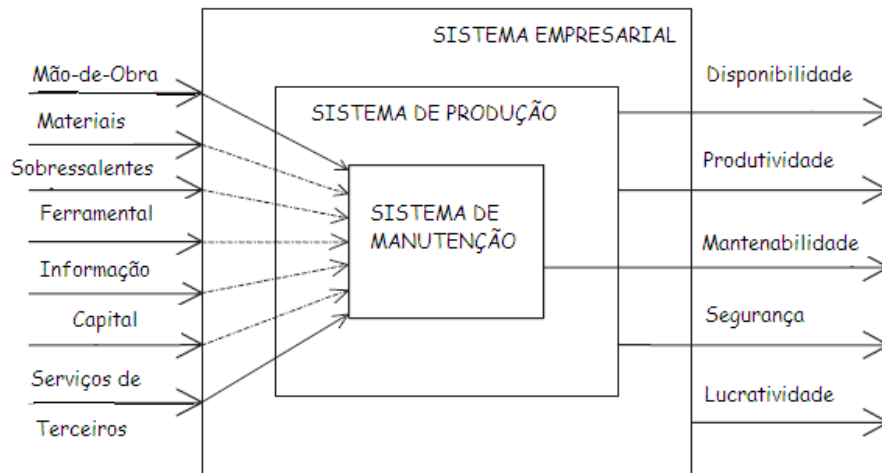 SISTEMA EMPRESARIAL
Mão-de-Obra
Materiais
Sobressalentes
Ferramental
Informação
Capital
Serviços de
Terceiros
SISTEMA DE PRODUÇÃO
SISTEMA DE
MANUTENÇÃO
Disponibilidade
Produtividade
Mantenabilidade
Segurança
Lucratividade